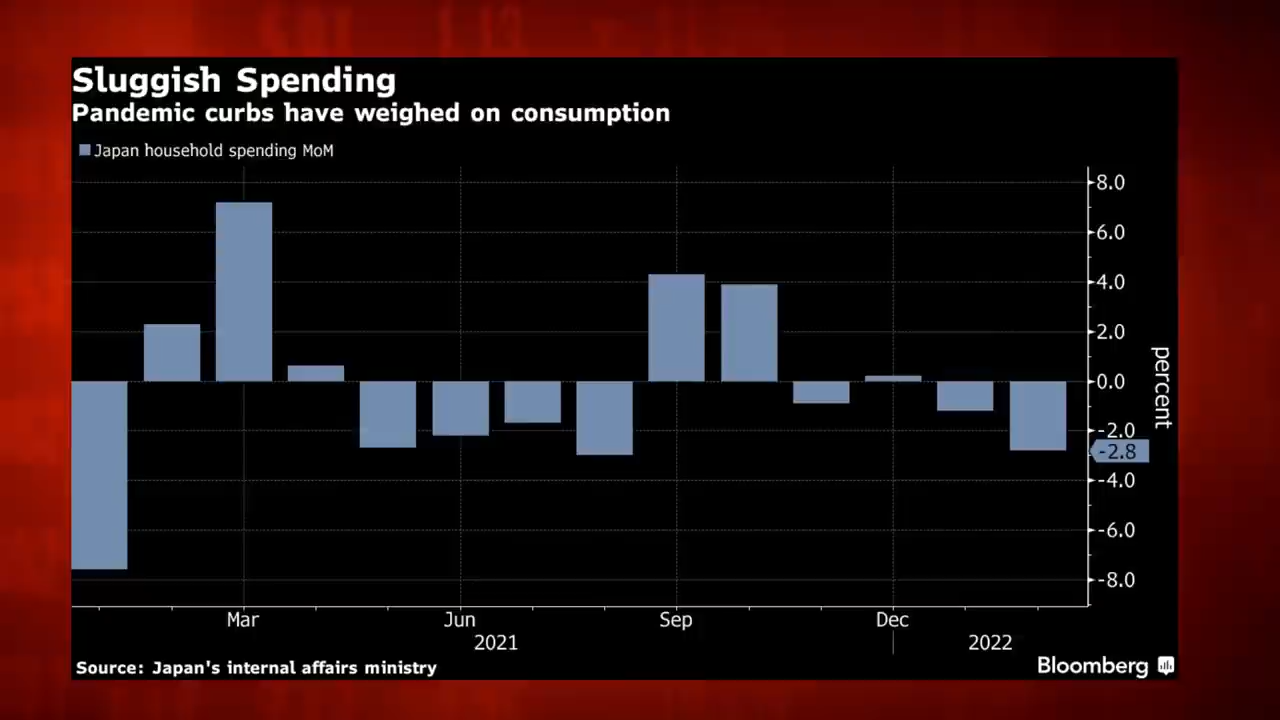 Sluggish Spending
Pandemic curbs have weighed on consumption
Japan household spending MoM
8.0
6.0
4.0
2.0
0.0
-2.0
-2.8
-4.0
-6.0
-8.0
percent
Mar Jun Sep Dec
2021 2022
Source: Japan's internal affairs ministry
Bloomberg